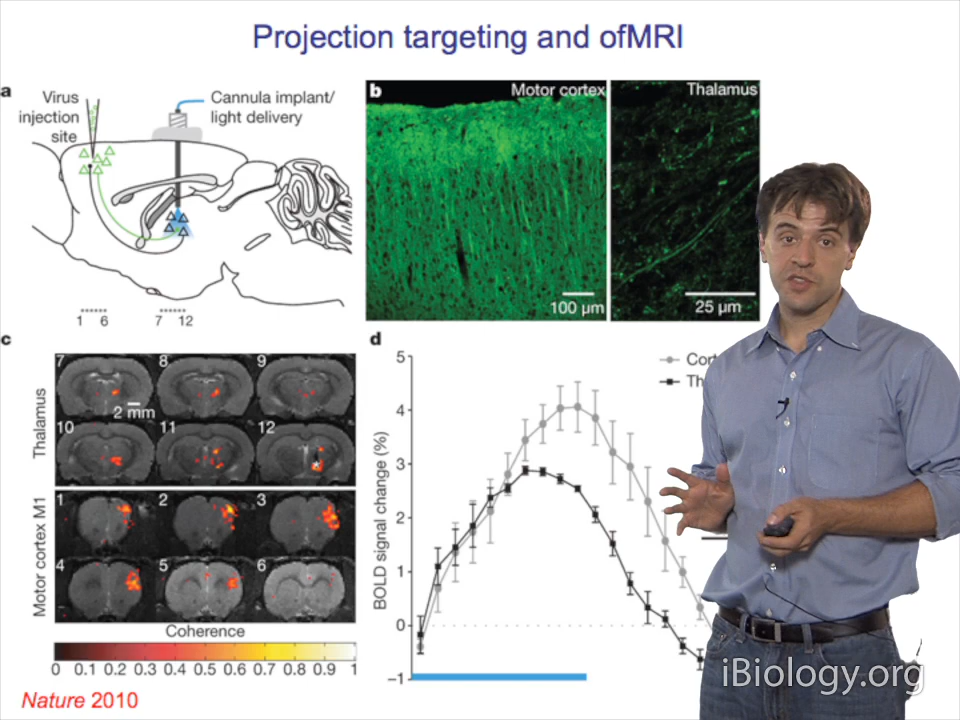 Projection targeting and ofMRI
a
Virus
injection
site
Cannula implant/
light delivery
1 6 7 12
b
Motor cortex
100 µm
Thalamus
25 µm
c
Thalamus
7 8 9
2 mm
10 11 12
Motor cortex M1
1 2 3
4 5 6
Coherence
0 0.1 0.2 0.3 0.4 0.5 0.6 0.7 0.8 0.9 1
d
BOLD signal change (%)
5
4
3
2
1
0
–1
Nature 2010
iBiology.org